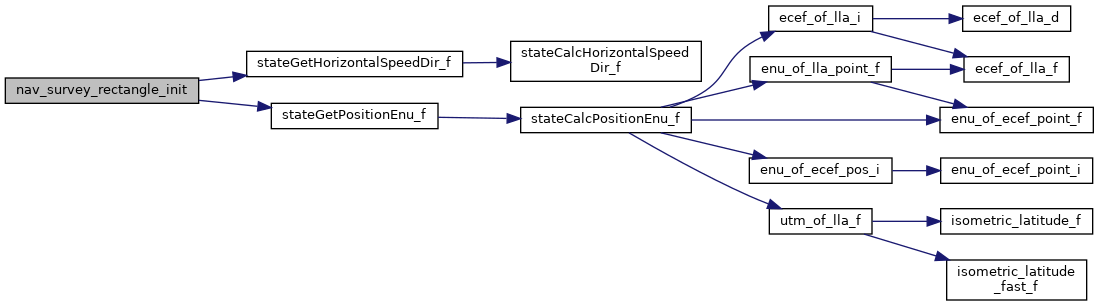 nav_survey_rectangle_init
stateGetHorizontalSpeedDir_f
stateGetPositionEnu_f
stateCalcHorizontalSpeed
Dir_f
stateCalcPositionEnu_f
ecef_of_lla_i
enu_of_lla_point_f
enu_of_ecef_pos_i
utm_of_lla_f
ecef_of_lla_d
ecef_of_lla_f
enu_of_ecef_point_f
enu_of_ecef_point_i
isometric_latitude_f
isometric_latitude
_fast_f